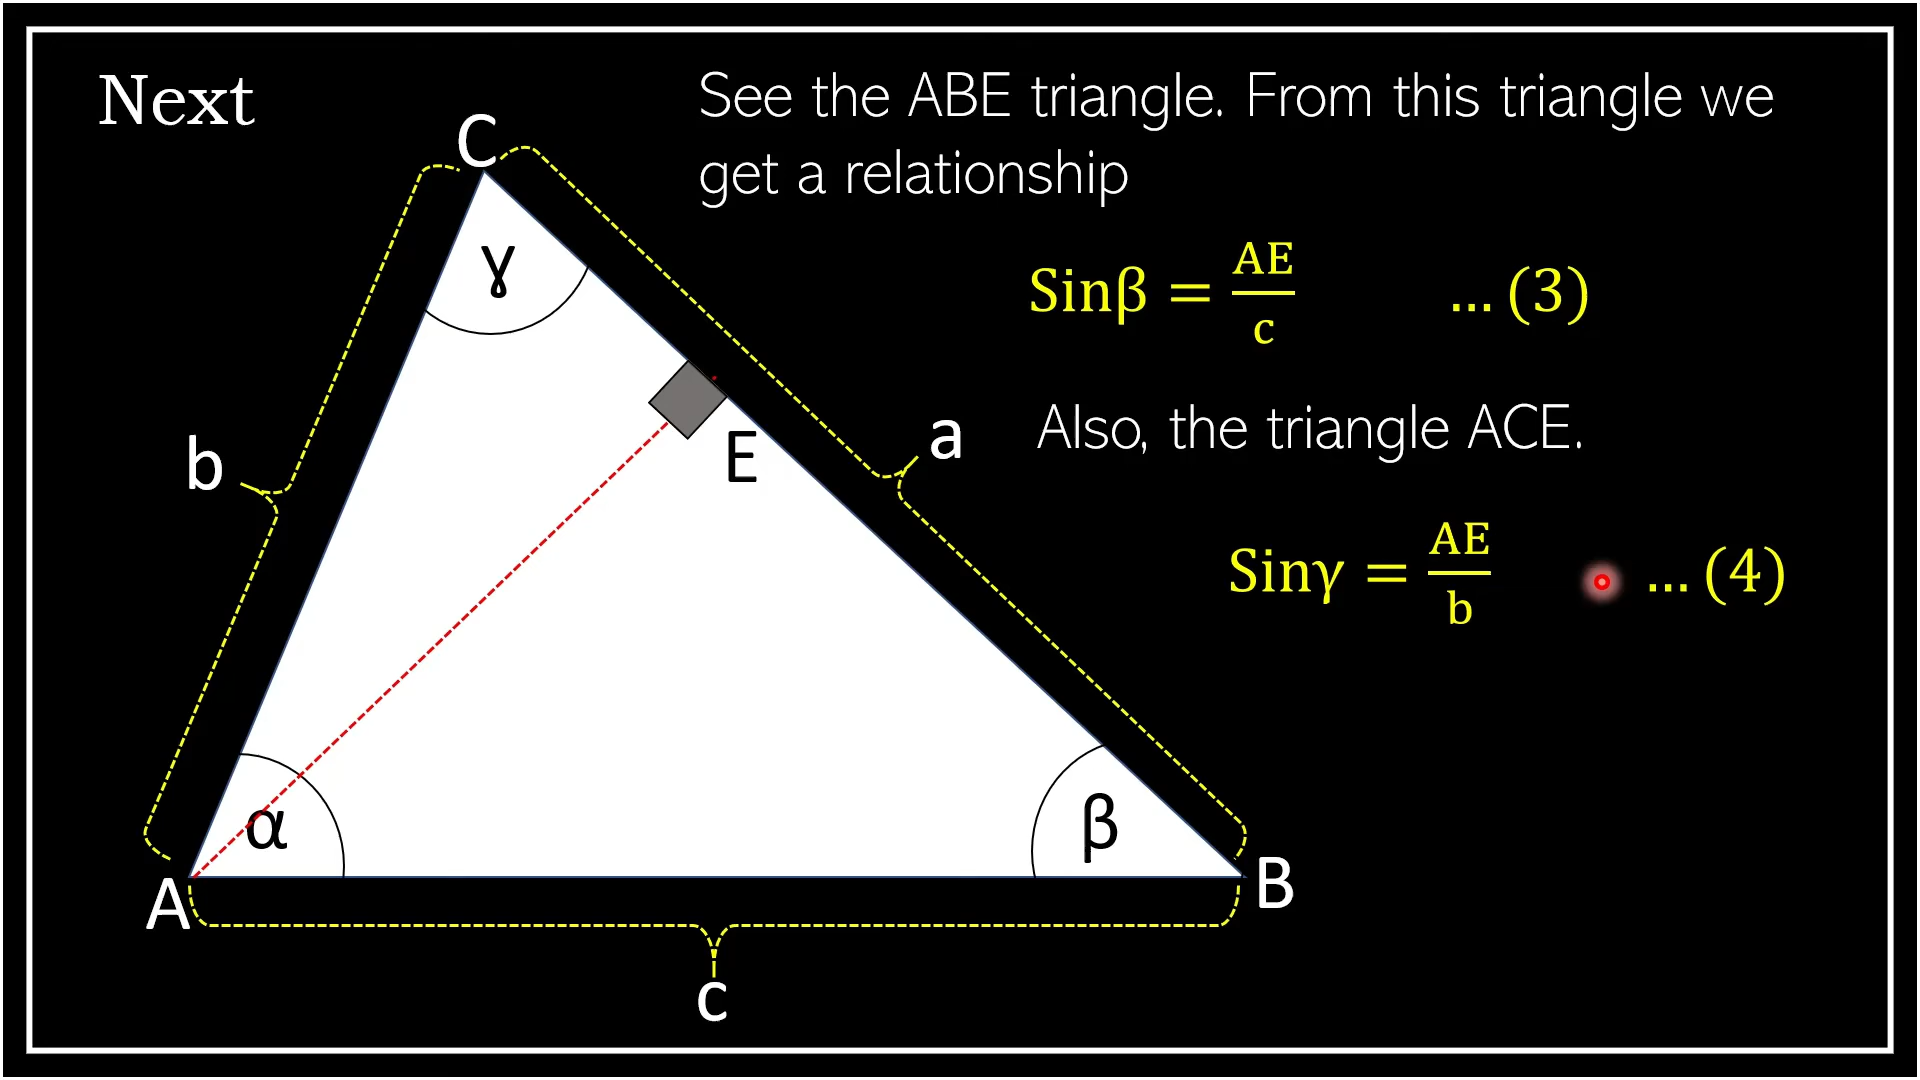 Next
See the ABE triangle. From this triangle we
get a relationship
Sinβ = AE/c ... (3)
Also, the triangle ACE.
Sinγ = AE/b ... (4)
C
γ
E
a
b
α
β
A
B
c